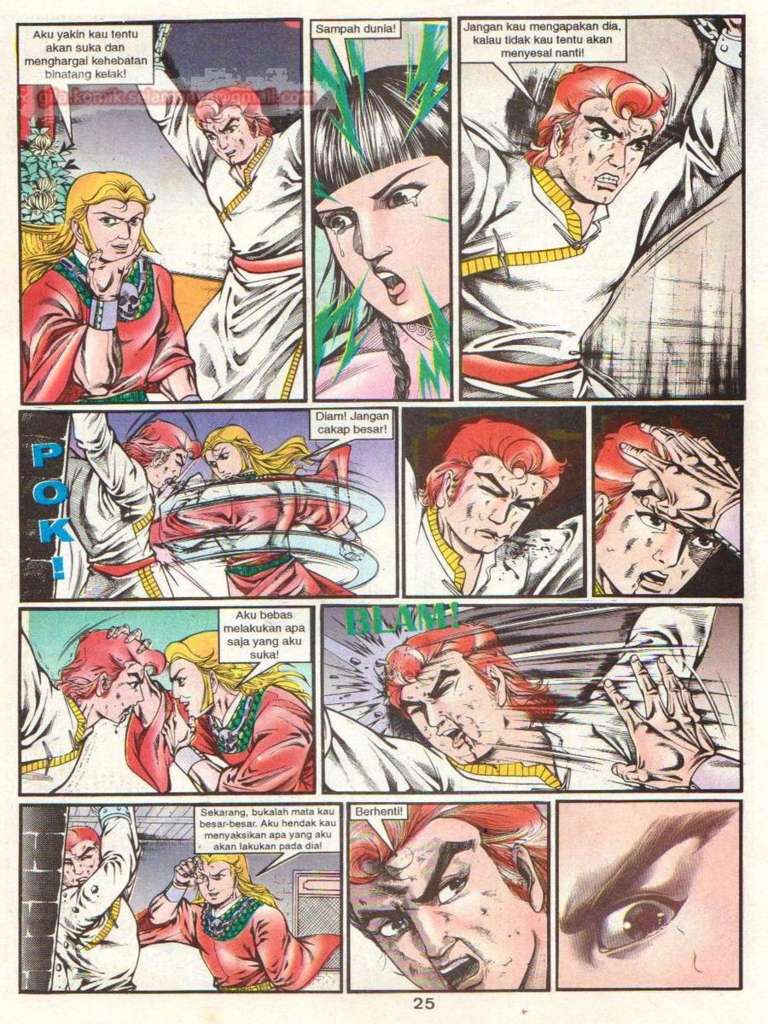 Aku yakin kau tentu
akan suka dan
menghargai kehebatan
binatang kelak!
Sampah dunia!
Jangan kau mengapakan dia,
kalau tidak kau tentu akan
menyesal nanti!
POK!
Diam! Jangan
cakap besar!
Aku bebas
melakukan apa
saja yang aku
suka!
BLAM!
Sekarang, bukalah mata kau
besar-besar. Aku hendak kau
menyaksikan apa yang aku
akan lakukan pada dia!
Berhenti!
25